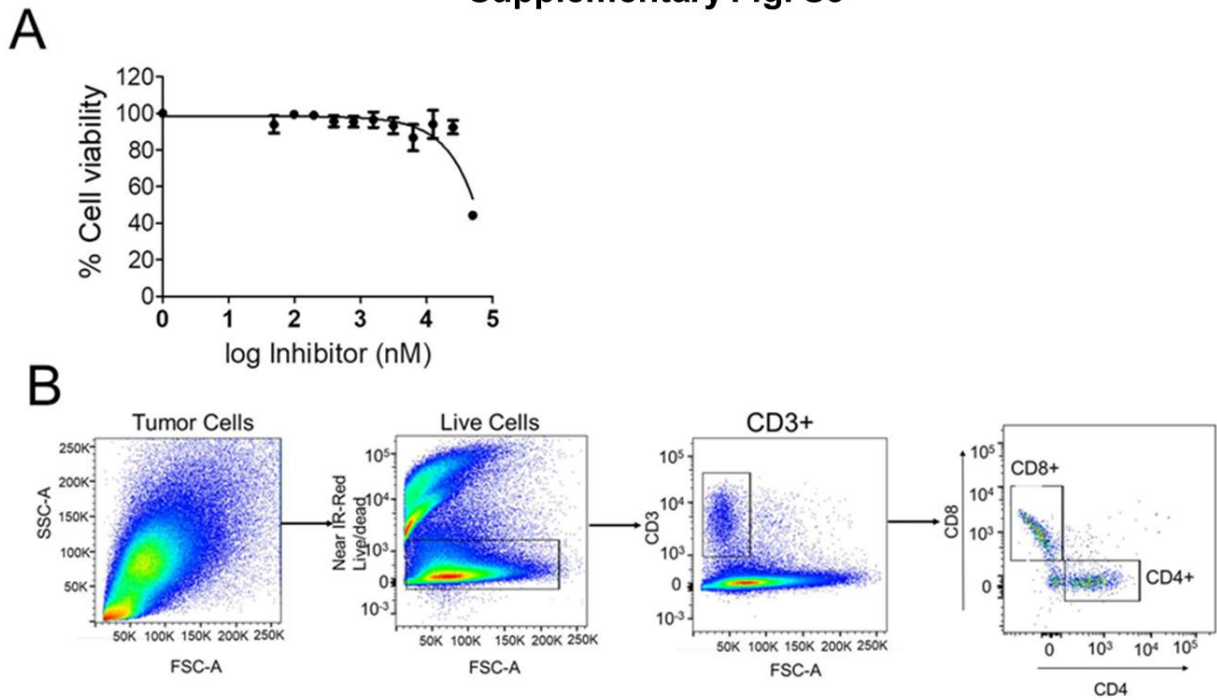 A
120
100
80
60
40
20
0
0 1 2 3 4 5
% Cell viability
log Inhibitor (nM)
B
Tumor Cells
250K
200K
150K
100K
50K
SSC-A
50K 100K 150K 200K 250K
FSC-A
Live Cells
10^5
10^4
10^3
0
10^-3
Near IR-Red
Live/dead
50K 100K 150K 200K 250K
FSC-A
CD3+
10^5
10^4
10^3
0
10^-3
CD3
50K 100K 150K 200K 250K
FSC-A
10^5
10^4
10^3
0
CD8
CD8+
CD4+
0 10^3 10^4 10^5
CD4